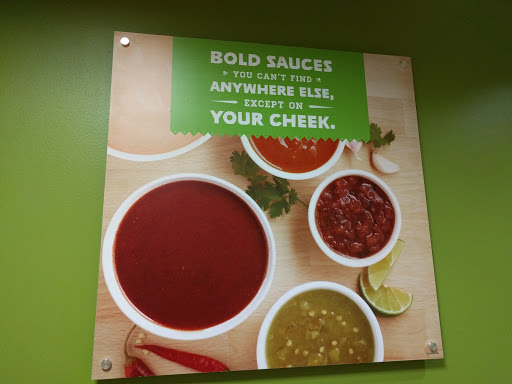 BOLD SAUCES
YOU CAN'T FIND
ANYWHERE ELSE,
EXCEPT ON
YOUR CHEEK.